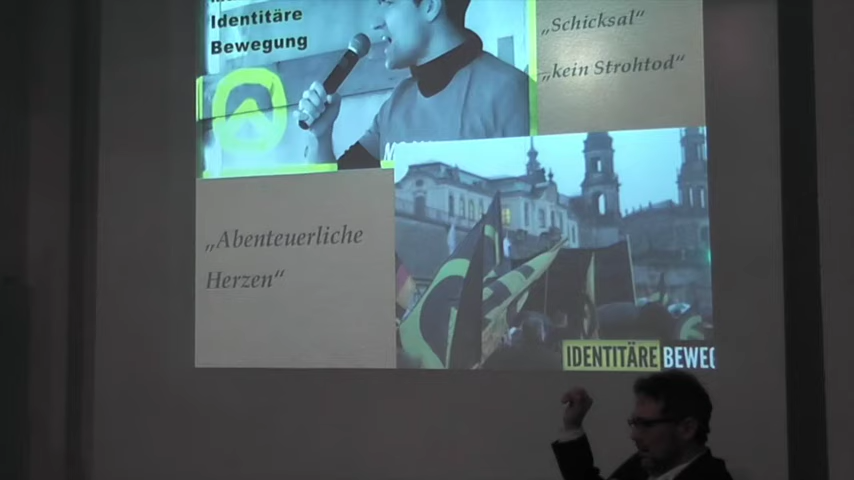 Identitäre
Bewegung
„Schicksal“
„kein Strohtod“
„Abenteuerliche
Herzen“
IDENTITÄRE BEWEG